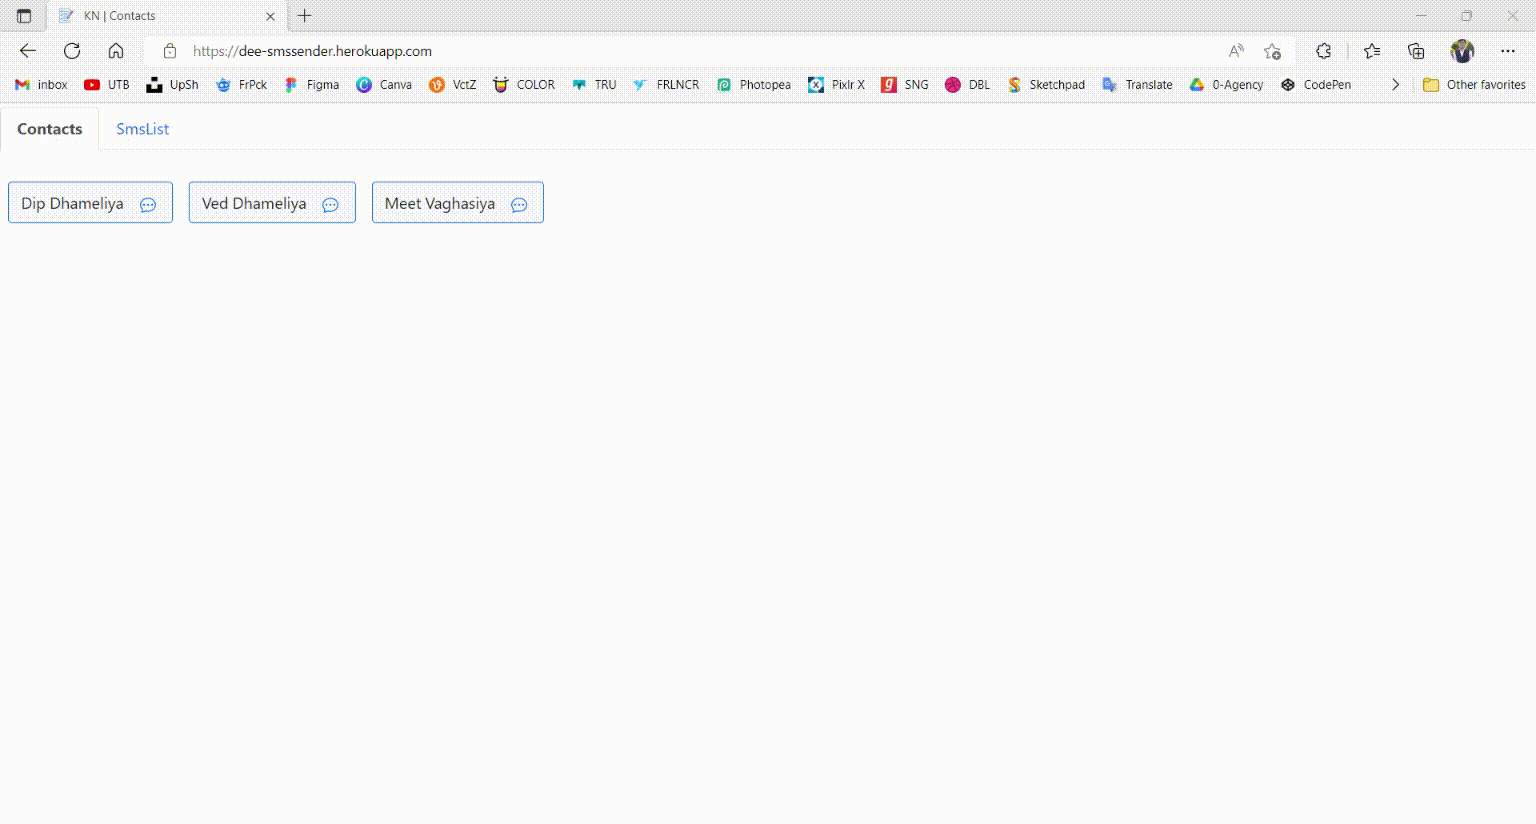 KN | Contacts
https://dee-smssender.herokuapp.com
inbox UTB UpSh FrPck Figma Canva VctZ COLOR TRU FRLNCR Photopea Pixlr X SNG DBL Sketchpad Translate 0-Agency CodePen Other favorites
Contacts SmsList
Dip Dhameliya Ved Dhameliya Meet Vaghasiya